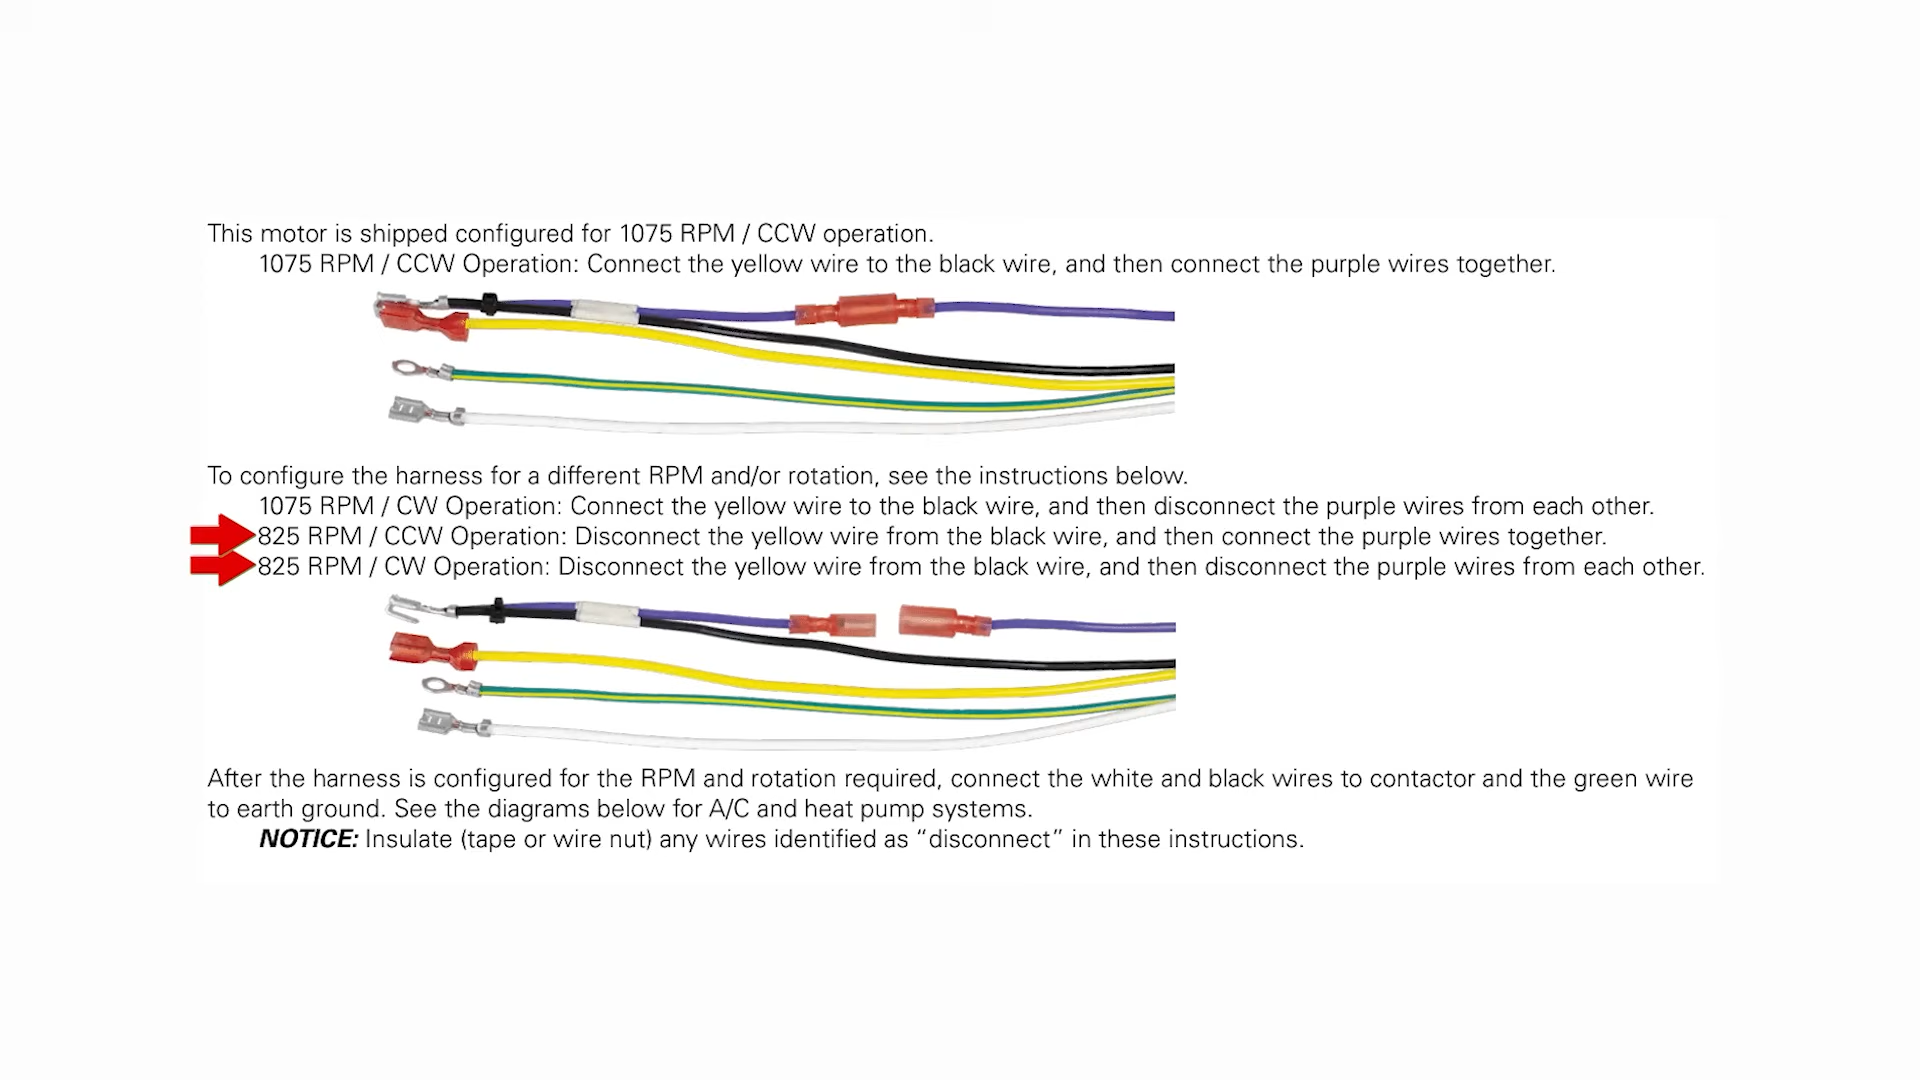 This motor is shipped configured for 1075 RPM / CCW operation.
1075 RPM / CCW Operation: Connect the yellow wire to the black wire, and then connect the purple wires together.
To configure the harness for a different RPM and/or rotation, see the instructions below.
1075 RPM / CW Operation: Connect the yellow wire to the black wire, and then disconnect the purple wires from each other.
825 RPM / CCW Operation: Disconnect the yellow wire from the black wire, and then connect the purple wires together.
825 RPM / CW Operation: Disconnect the yellow wire from the black wire, and then disconnect the purple wires from each other.
After the harness is configured for the RPM and rotation required, connect the white and black wires to contactor and the green wire
to earth ground. See the diagrams below for A/C and heat pump systems.
NOTICE: Insulate (tape or wire nut) any wires identified as “disconnect” in these instructions.